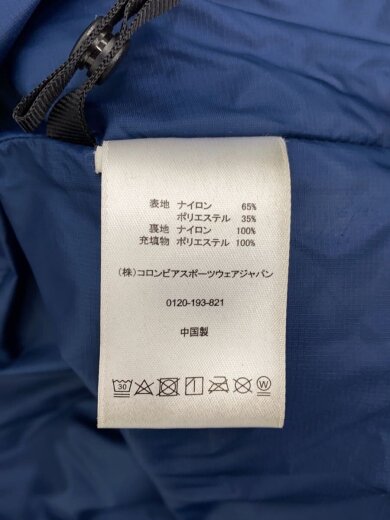 表地 ナイロン 65%
ポリエステル 35%
裏地 ナイロン 100%
充填物 ポリエステル 100%
(株)コロンビアスポーツウェアジャパン
0120-193-821
中国製
30
W